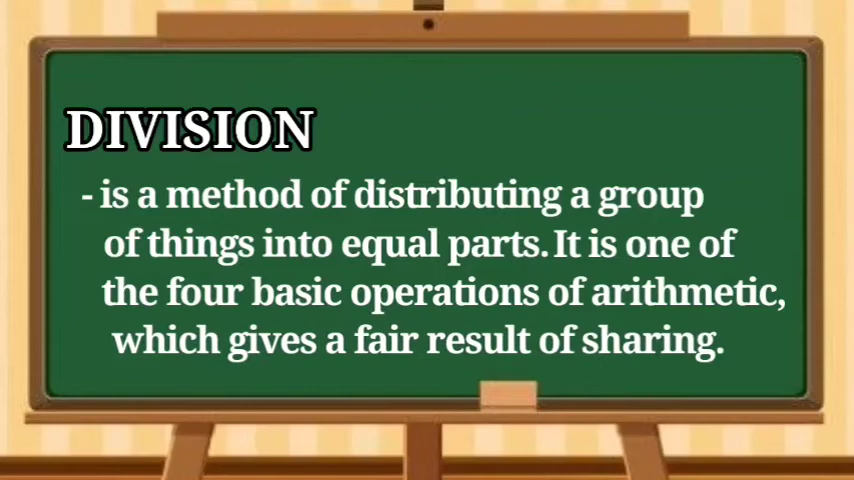 DIVISION
- is a method of distributing a group
of things into equal parts. It is one of
the four basic operations of arithmetic,
which gives a fair result of sharing.